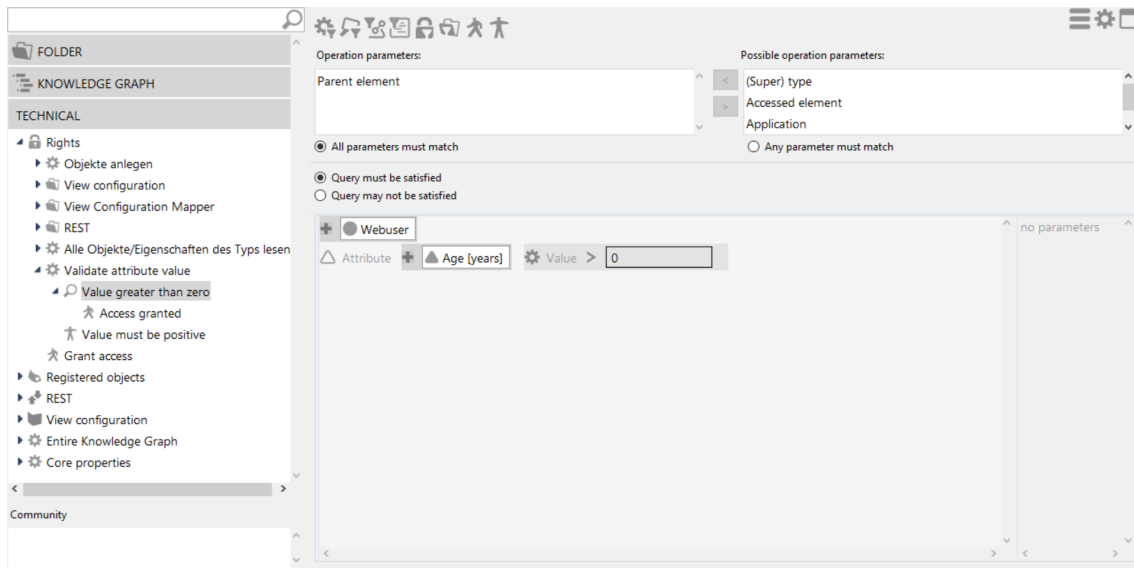 FOLDER
KNOWLEDGE GRAPH
TECHNICAL
Rights
Objekte anlegen
View configuration
View Configuration Mapper
REST
Alle Objekte/Eigenschaften des Typs lesen
Validate attribute value
Value greater than zero
Access granted
Value must be positive
Grant access
Registered objects
REST
View configuration
Entire Knowledge Graph
Core properties
Community
Operation parameters:
Parent element
Possible operation parameters:
(Super) type
Accessed element
Application
All parameters must match
Any parameter must match
Query must be satisfied
Query may not be satisfied
Webuser
Attribute Age [years] Value > 0
no parameters